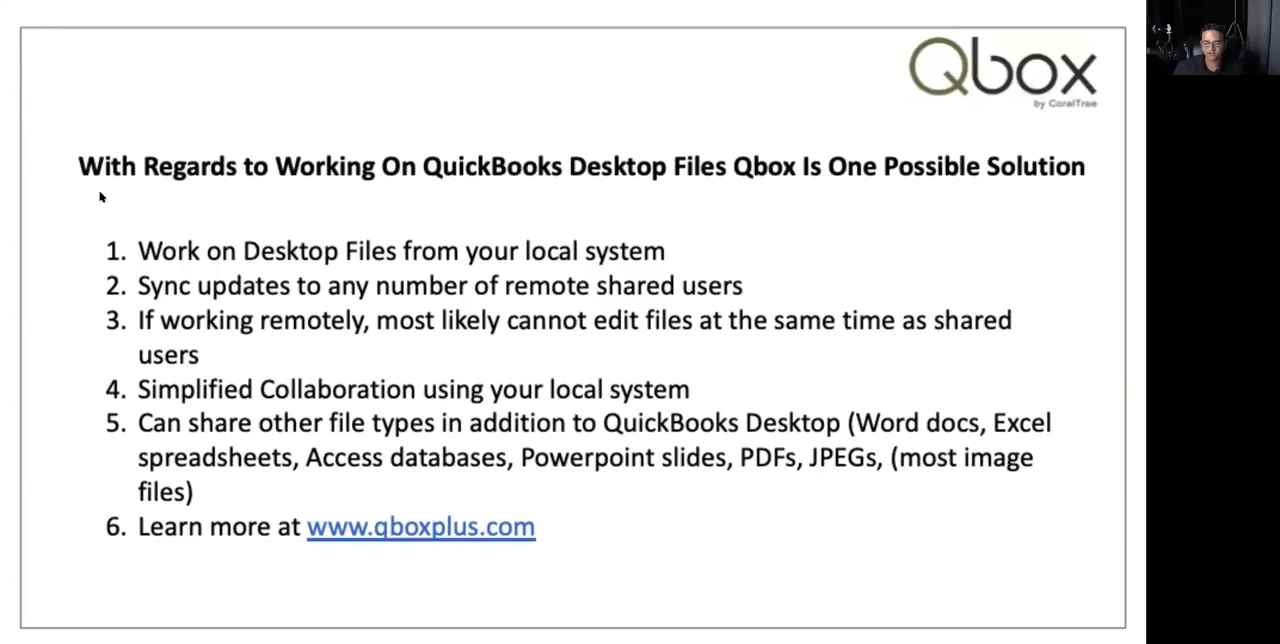 Qbox
by CoralTree
With Regards to Working On QuickBooks Desktop Files Qbox Is One Possible Solution
1. Work on Desktop Files from your local system
2. Sync updates to any number of remote shared users
3. If working remotely, most likely cannot edit files at the same time as shared
users
4. Simplified Collaboration using your local system
5. Can share other file types in addition to QuickBooks Desktop (Word docs, Excel
spreadsheets, Access databases, Powerpoint slides, PDFs, JPEGs, (most image
files)
6. Learn more at www.qboxplus.com